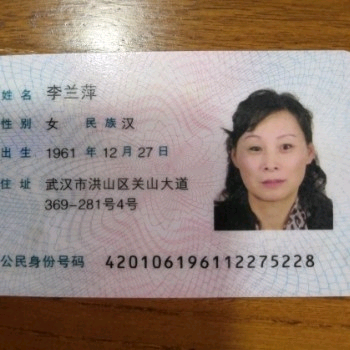 姓名 李兰萍
性别 女 民族 汉
出生 1961 年 12 月 27 日
住址 武汉市洪山区关山大道
369-281号4号
公民身份号码 420106196112275228